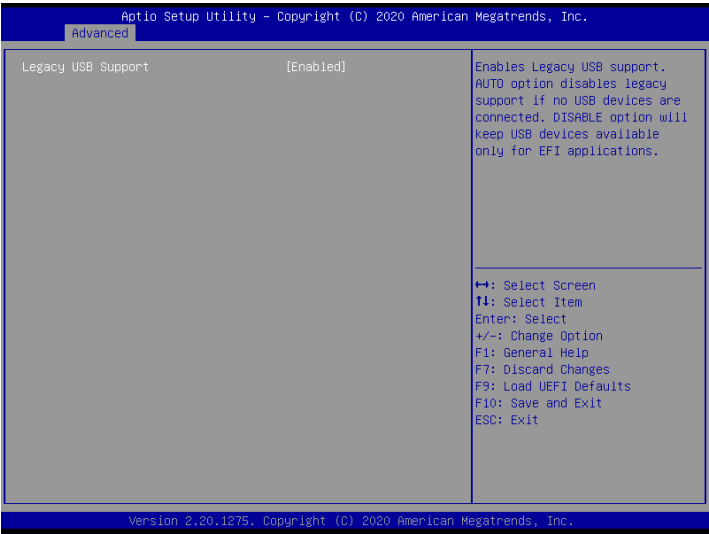 Aptio Setup Utility – Copyright (C) 2020 American Megatrends, Inc.
Advanced
Legacy USB Support [Enabled]
Enables Legacy USB support.
AUTO option disables legacy
support if no USB devices are
connected. DISABLE option will
keep USB devices available
only for EFI applications.
↔: Select Screen
↑↓: Select Item
Enter: Select
+/-: Change Option
F1: General Help
F7: Discard Changes
F9: Load UEFI Defaults
F10: Save and Exit
ESC: Exit
Version 2.20.1275. Copyright (C) 2020 American Megatrends, Inc.